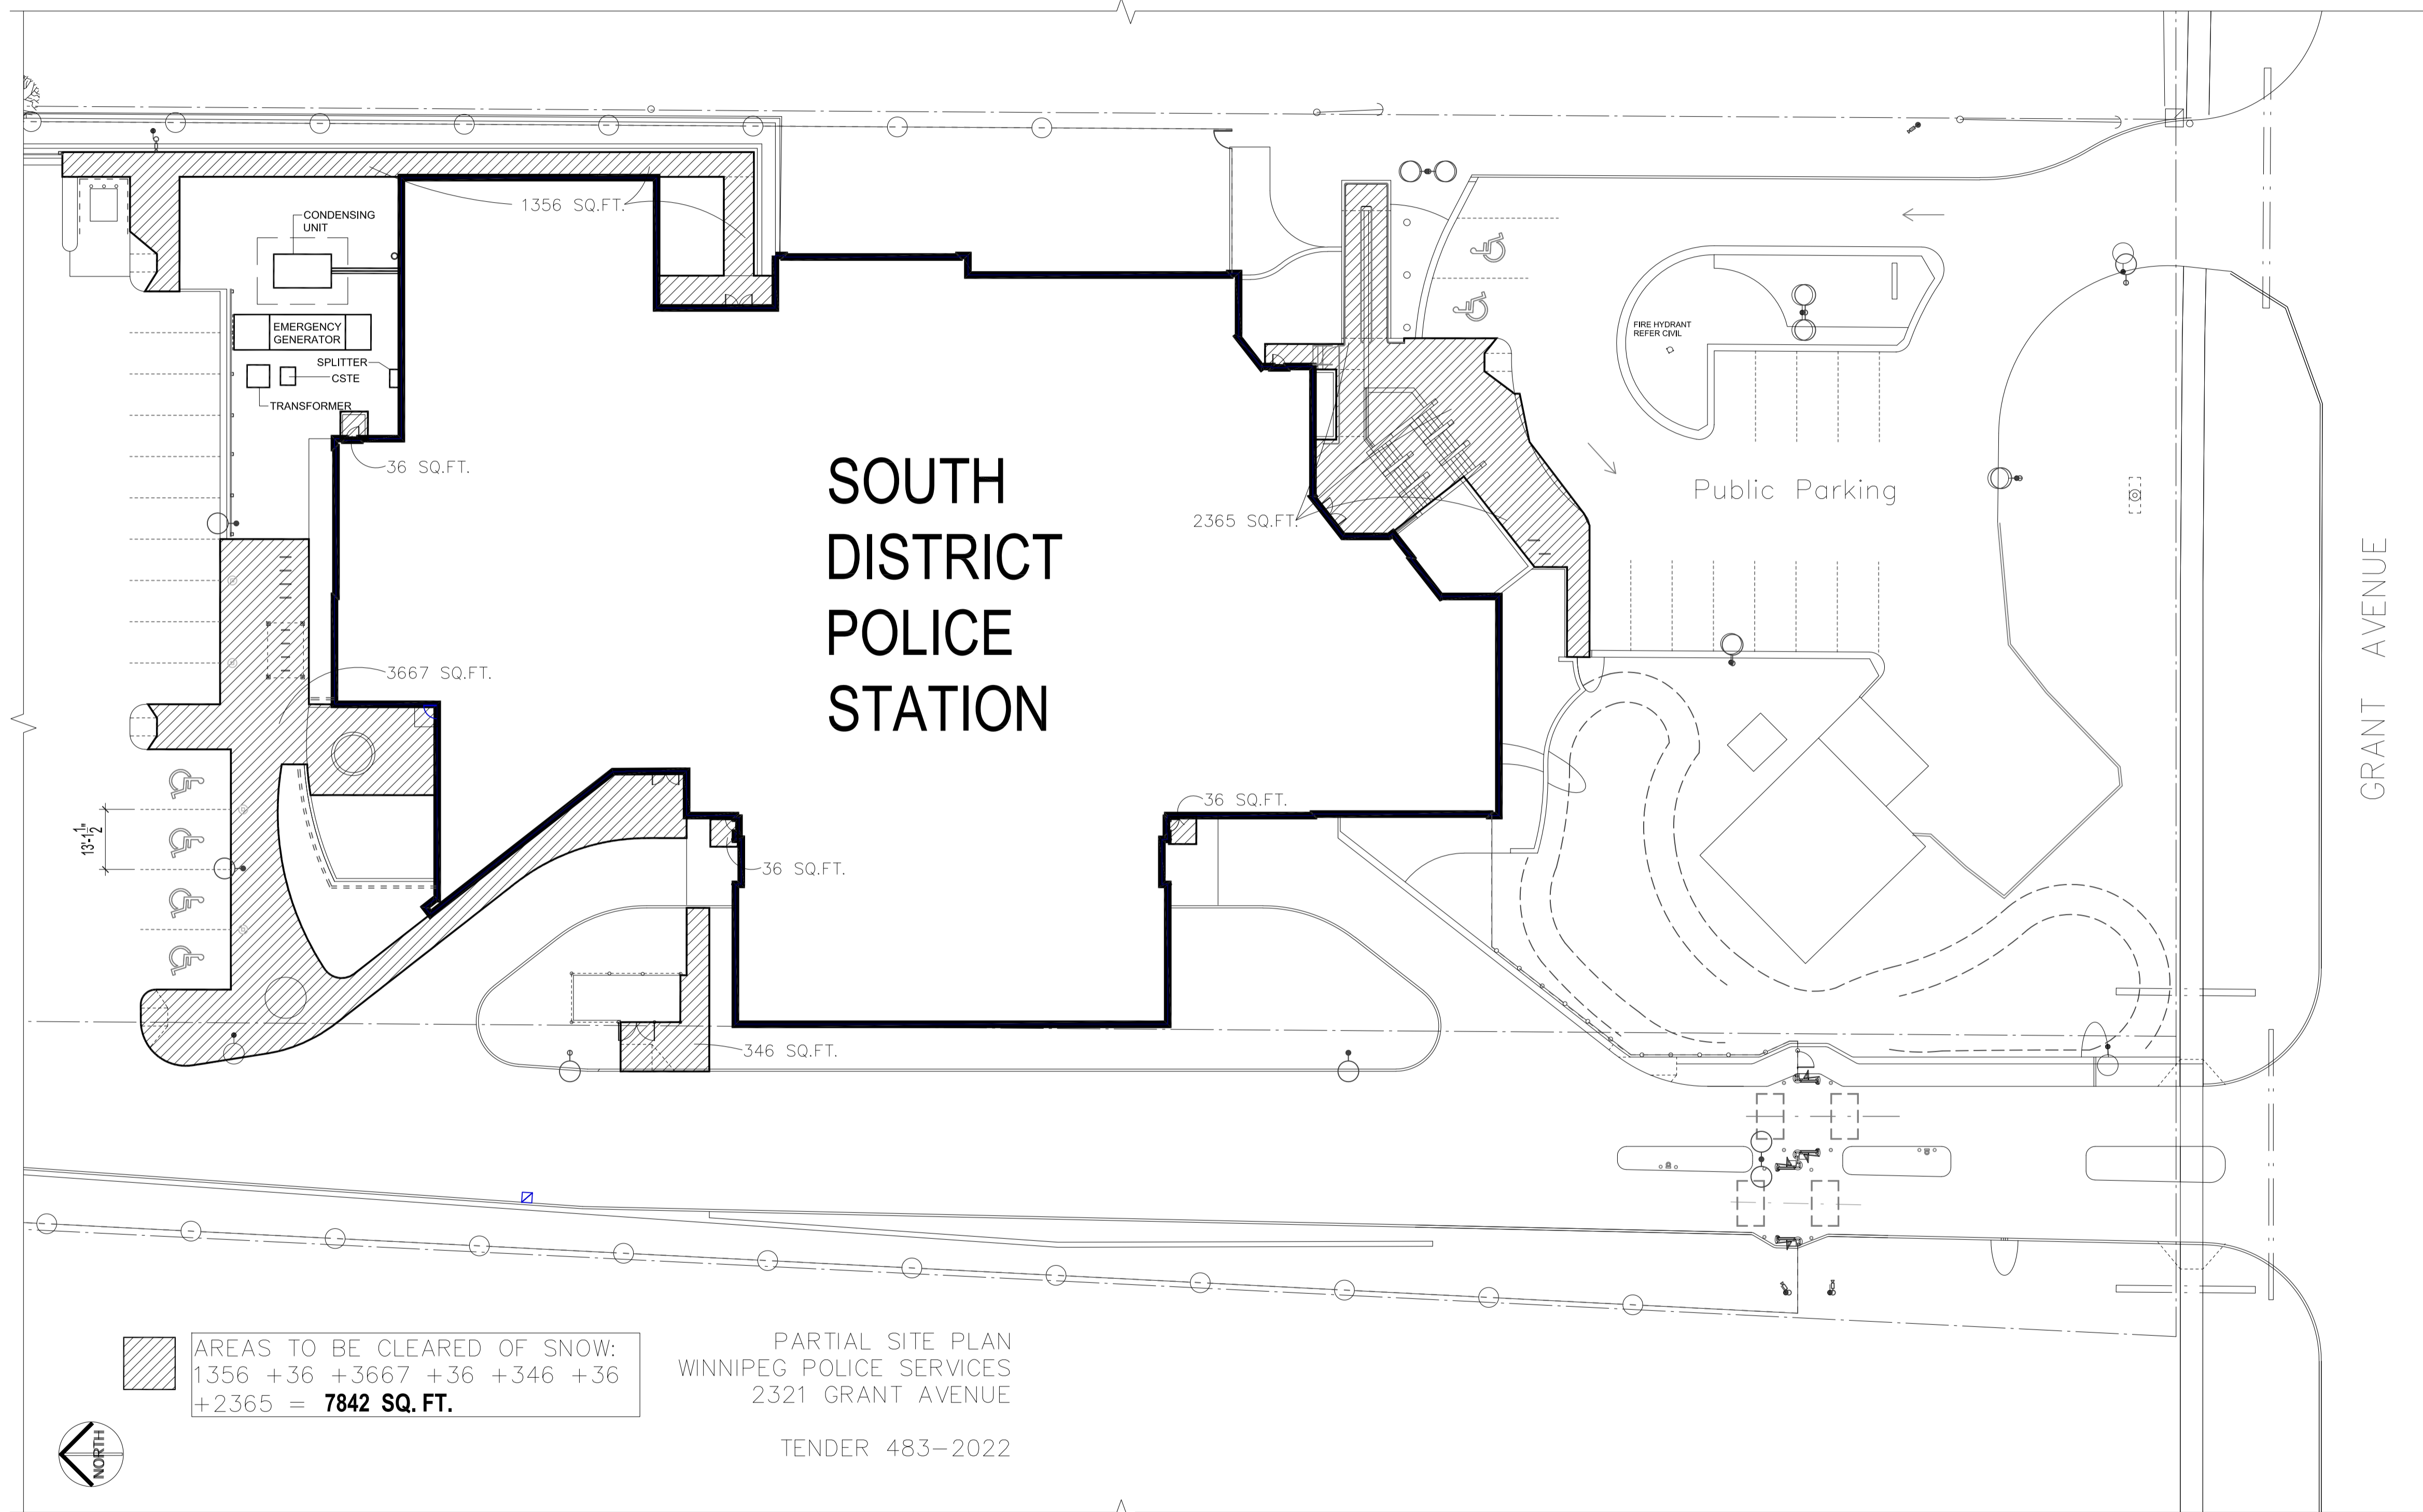 1356 SQ.FT.
CONDENSING
UNIT
EMERGENCY
GENERATOR
SPLITTER
CSTE
TRANSFORMER
36 SQ.FT.
FIRE HYDRANT
REFER CIVIL
SOUTH
DISTRICT
POLICE
STATION
Public Parking
2365 SQ.FT.
GRANT AVENUE
3667 SQ.FT.
36 SQ.FT.
13'-1 1/2"
36 SQ.FT.
346 SQ.FT.
AREAS TO BE CLEARED OF SNOW:
1356 +36 +3667 +36 +346 +36
+2365 = 7842 SQ. FT.
PARTIAL SITE PLAN
WINNIPEG POLICE SERVICES
2321 GRANT AVENUE
TENDER 483-2022
NORTH